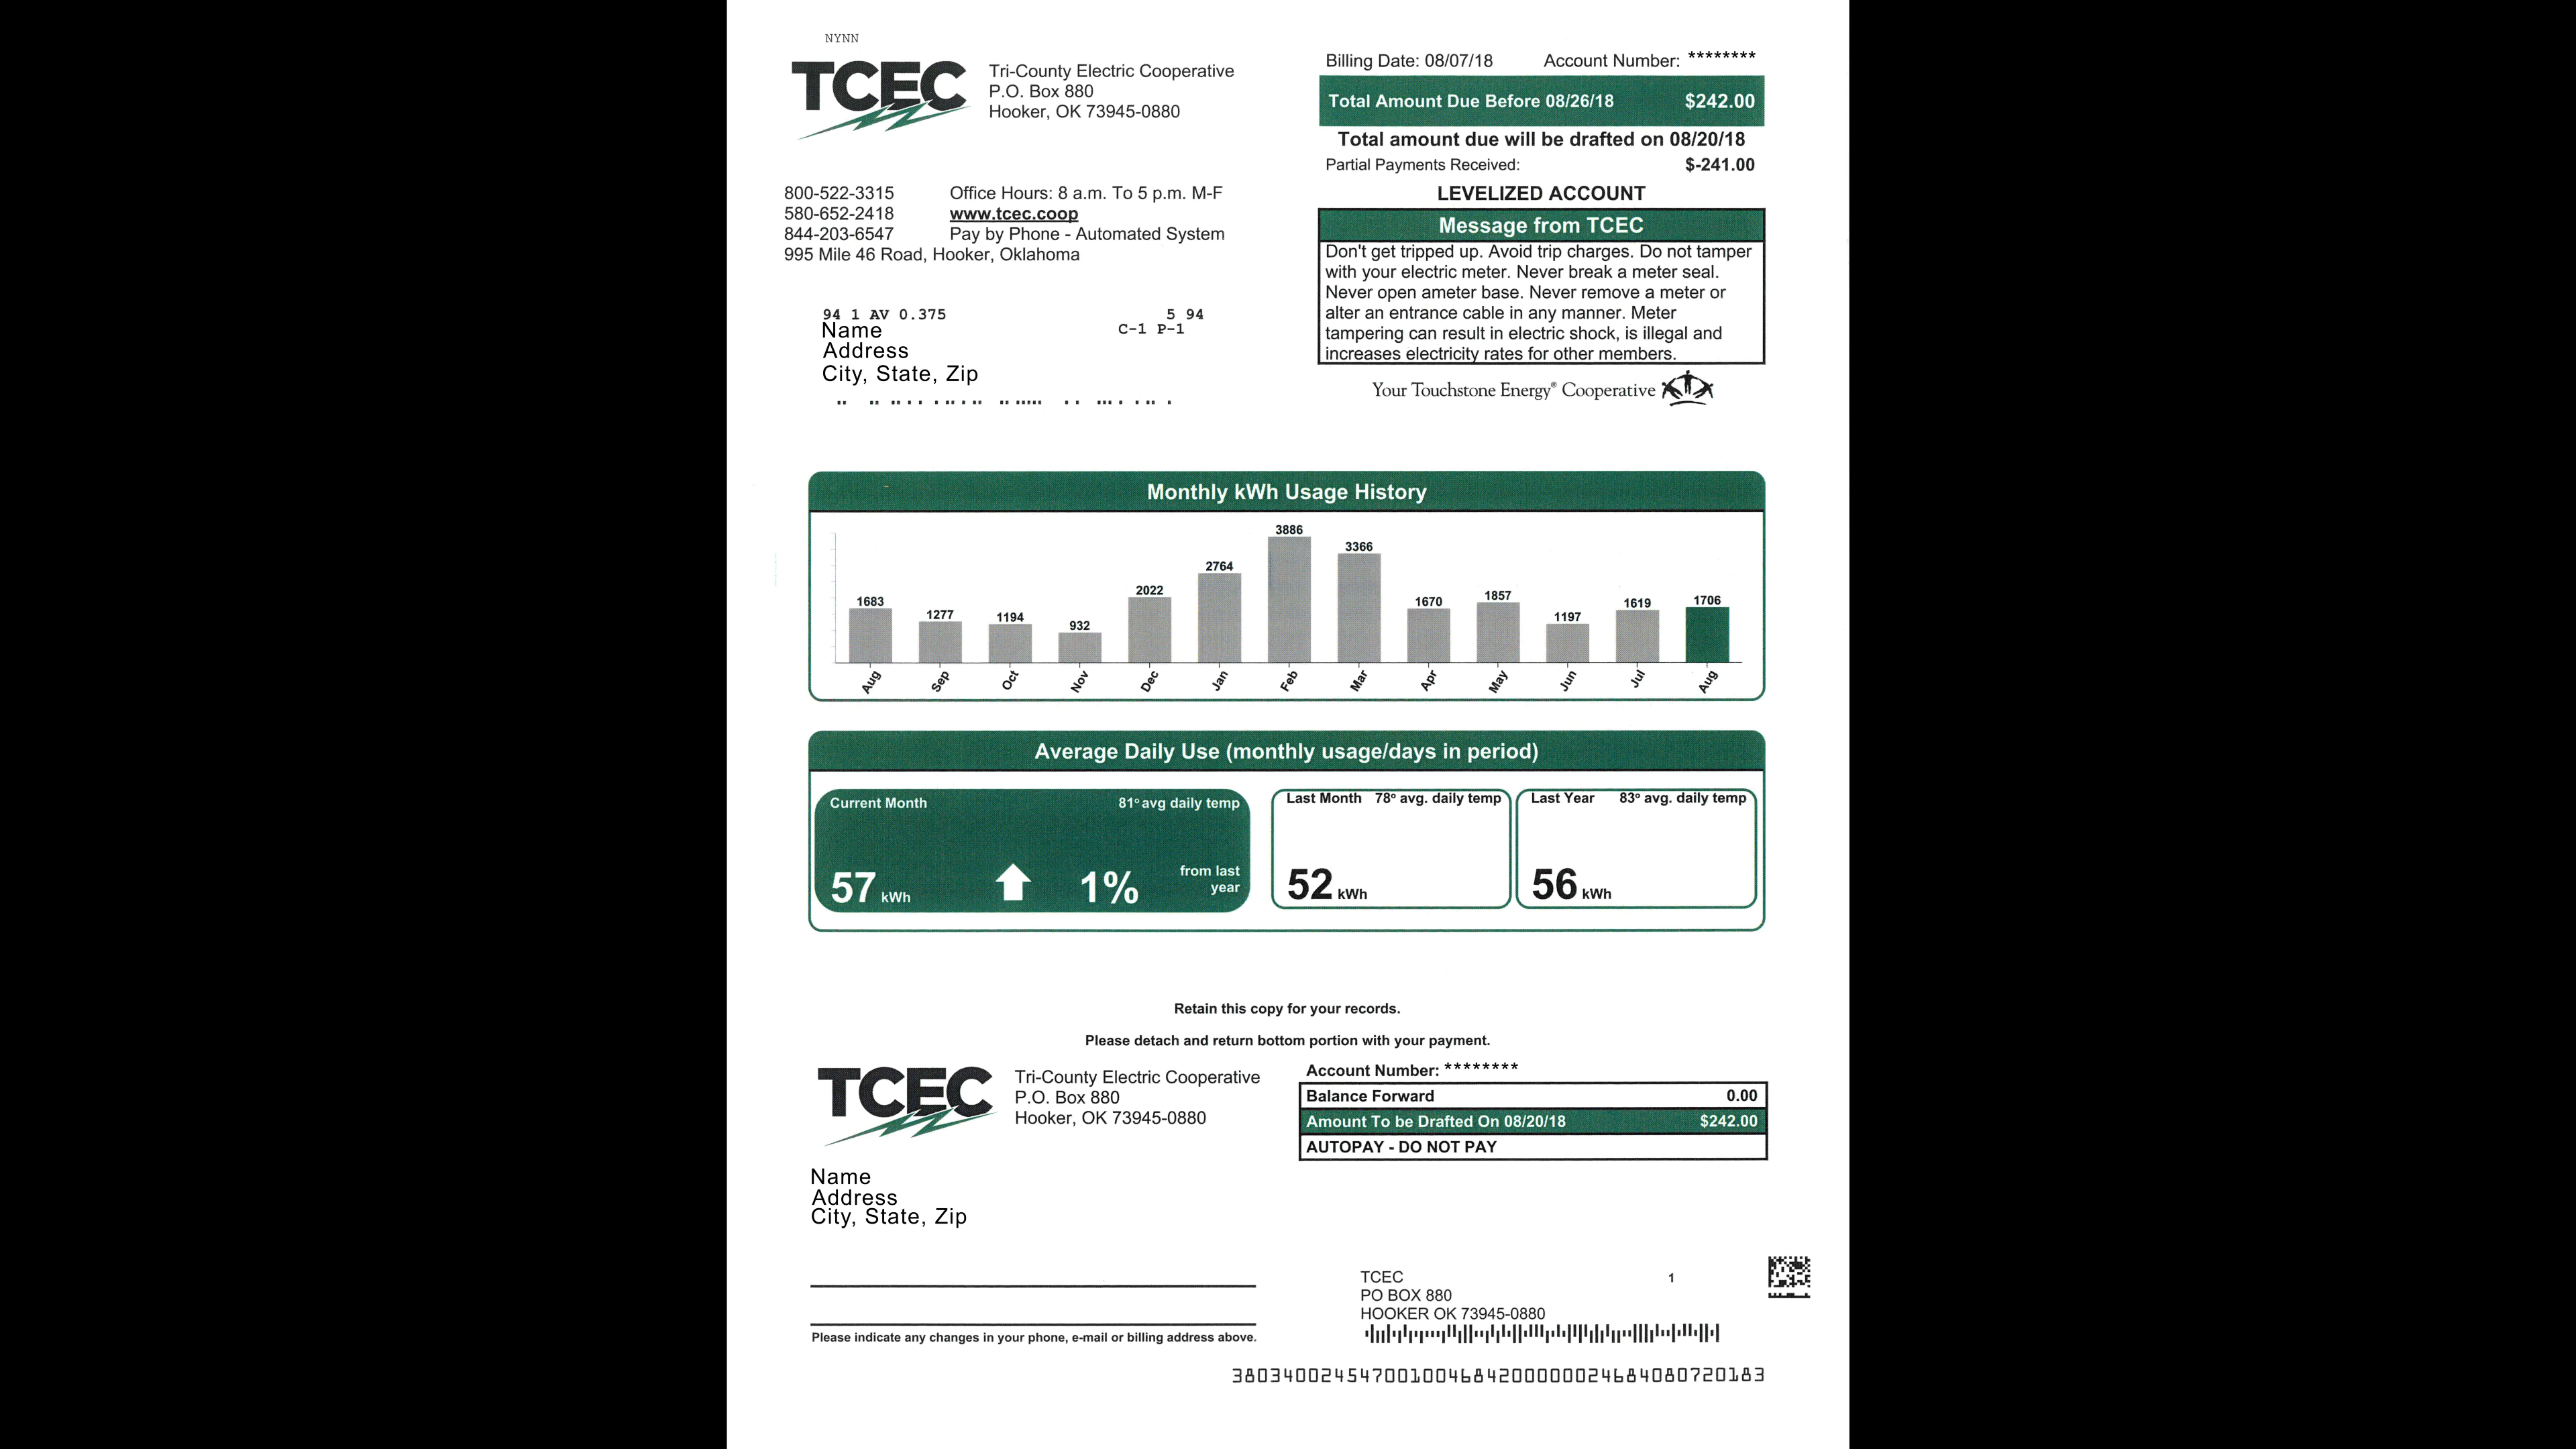 NYNN
TCEC
Tri-County Electric Cooperative
P.O. Box 880
Hooker, OK 73945-0880
Billing Date: 08/07/18 Account Number: ********
Total Amount Due Before 08/26/18 $242.00
Total amount due will be drafted on 08/20/18
Partial Payments Received: $-241.00
LEVELIZED ACCOUNT
800-522-3315 Office Hours: 8 a.m. To 5 p.m. M-F
580-652-2418 www.tcec.coop
844-203-6547 Pay by Phone - Automated System
995 Mile 46 Road, Hooker, Oklahoma
Message from TCEC
Don't get tripped up. Avoid trip charges. Do not tamper
with your electric meter. Never break a meter seal.
Never open ameter base. Never remove a meter or
alter an entrance cable in any manner. Meter
tampering can result in electric shock, is illegal and
increases electricity rates for other members.
Your Touchstone Energy® Cooperative
94 1 AV 0.375 5 94
C-1 P-1
Name
Address
City, State, Zip
Monthly kWh Usage History
1683 1277 1194 932 2022 2764 3886 3366 1670 1857 1197 1619 1706
Aug Sep Oct Nov Dec Jan Feb Mar Apr May Jun Jul Aug
Average Daily Use (monthly usage/days in period)
Current Month 81° avg daily temp
57 kWh 1% from last
year
Last Month 78° avg. daily temp
52 kWh
Last Year 83° avg. daily temp
56 kWh
Retain this copy for your records.
Please detach and return bottom portion with your payment.
TCEC
Tri-County Electric Cooperative
P.O. Box 880
Hooker, OK 73945-0880
Account Number: ********
Balance Forward 0.00
Amount To be Drafted On 08/20/18 $242.00
AUTOPAY - DO NOT PAY
Name
Address
City, State, Zip
Please indicate any changes in your phone, e-mail or billing address above.
TCEC 1
PO BOX 880
HOOKER OK 73945-0880
380340024547001004684200000024684080720183